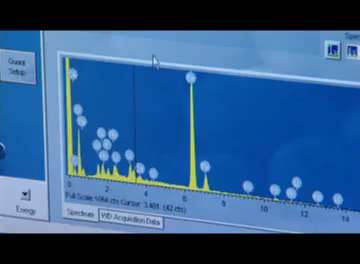 Quant
Setup
0
2
4
6
8
10
12
14
Full Scale 1064 cts Cursor: 3.481 (42 cts)
Spectrum
WD Acquisition Data
Energy